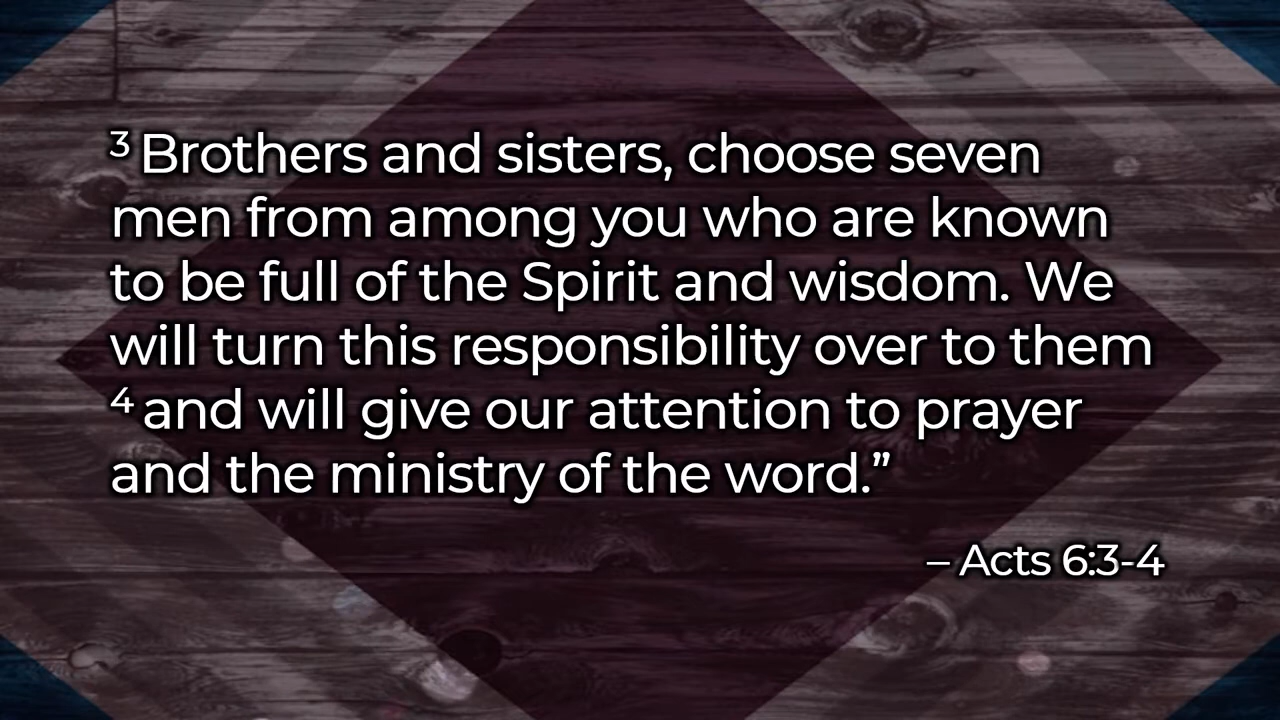 ³ Brothers and sisters, choose seven
men from among you who are known
to be full of the Spirit and wisdom. We
will turn this responsibility over to them
⁴ and will give our attention to prayer
and the ministry of the word.”
– Acts 6:3-4